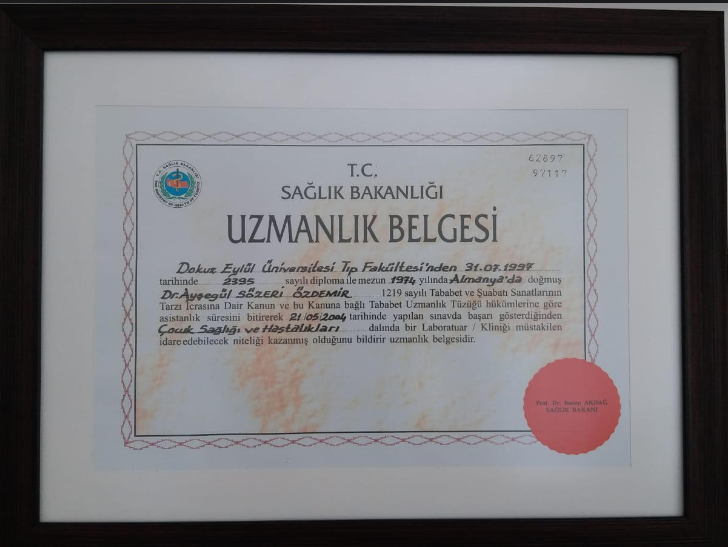 62897
97117
T.C.
SAĞLIK BAKANLIĞI
UZMANLIK BELGESİ
Dokuz Eylül Üniversitesi Tıp Fakültesi'nden 31.07.1997
tarihinde 2395 sayılı diploma ile mezun 1974 yılında Almanya'da doğmuş
Dr. Ayşegül SÖZERİ ÖZDEMİR 1219 sayılı Tababet ve Şuabatı Sanatlarının
Tarzı İcrasına Dair Kanun ve bu Kanuna bağlı Tababet Uzmanlık Tüzüğü hükümlerine göre
asistanlık süresini bitirerek 21/05/2004 tarihinde yapılan sınavda başarı gösterdiğinden
Çocuk Sağlığı ve Hastalıkları dalında bir Laboratuar / Kliniği müstakilen
idare edebilecek niteliği kazanmış olduğunu bildirir uzmanlık belgesidir.
Prof. Dr. Recep AKDAĞ
SAĞLIK BAKANI